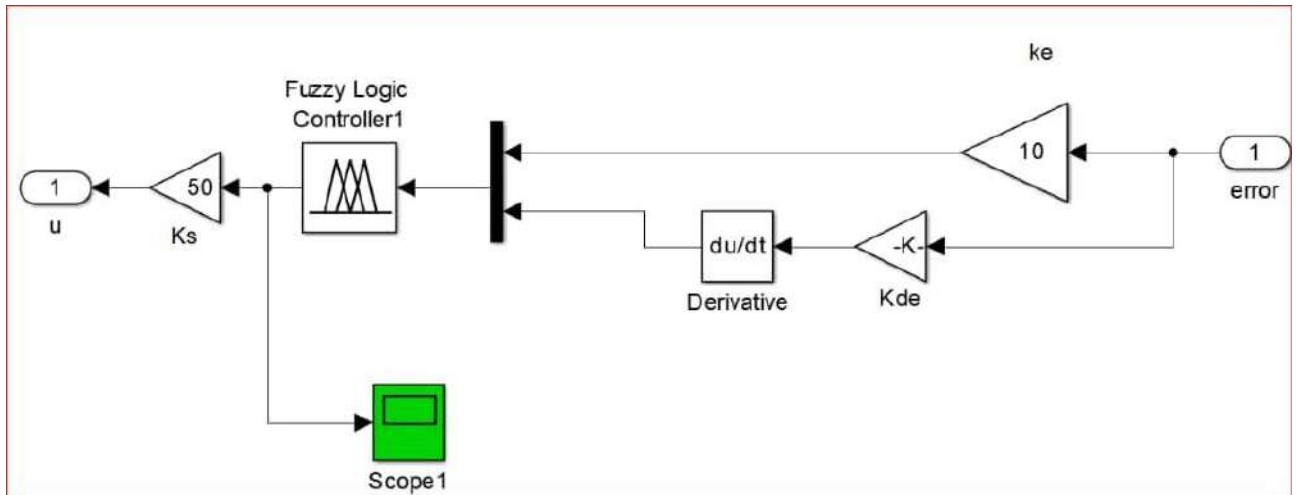 ke
Fuzzy Logic
Controller1
10
1
error
1
u
50
Ks
du/dt
Derivative
-K-
Kde
Scope1